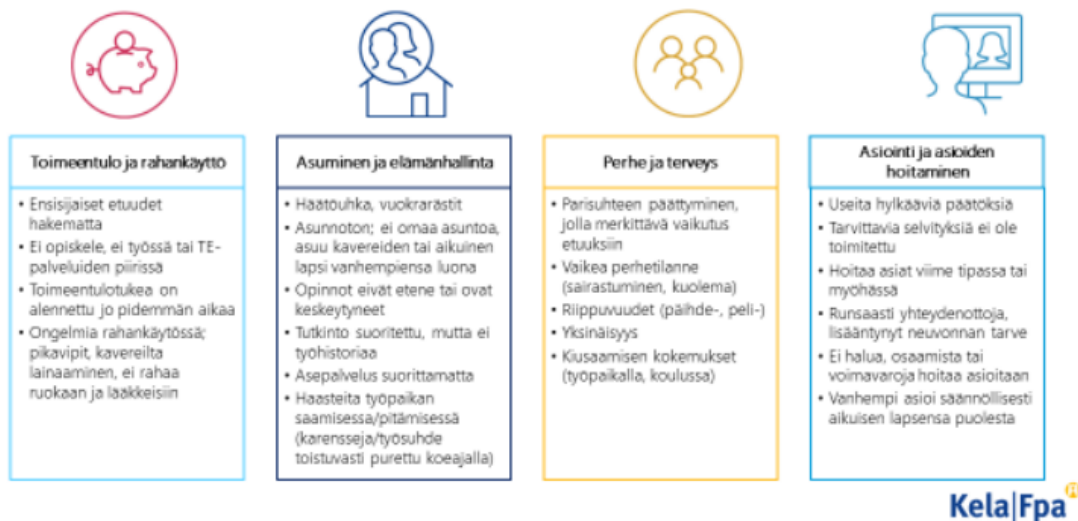 Toimeentulo ja rahankäyttö
• Ensisijaiset etuudet
hakematta
• Ei opiskele, ei työssä tai TE-
palveluiden piirissä
• Toimeentulotukea on
alennettu jo pidemmän aikaa
• Ongelmia rahankäytössä;
pikavipit, kavereilta
lainaaminen, ei rahaa
ruokaan ja lääkkeisiin
Asuminen ja elämänhallinta
• Häätöuhka, vuokrarästit
• Asunnoton; ei omaa asuntoa,
asuu kavereiden tai aikuinen
lapsi vanhempiensa luona
• Opinnot eivät etene tai ovat
keskeytyneet
• Tutkinto suoritettu, mutta ei
työhistoriaa
• Asepalvelus suorittamatta
• Haasteita työpaikan
saamisessa/pitämisessä
(karensseja/työsuhde
toistuvasti purettu koeajalla)
Perhe ja terveys
• Parisuhteen päättyminen,
jolla merkittävä vaikutus
etuuksiin
• Vaikea perhetilanne
(sairastuminen, kuolema)
• Riippuvuudet (päihde-, peli-)
• Yksinäisyys
• Kiusaamisen kokemukset
(työpaikalla, koulussa)
Asiointi ja asioiden
hoitaminen
• Useita hylkääviä päätöksiä
• Tarvittavia selvityksiä ei ole
toimitettu
• Hoitaa asiat viime tipassa tai
myöhässä
• Runsaasti yhteydenottoja,
lisääntynyt neuvonnan tarve
• Ei halua, osaamista tai
voimavaroja hoitaa asioitaan
• Vanhempi asioi säännöllisesti
aikuisen lapsensa puolesta
Kela|Fpa